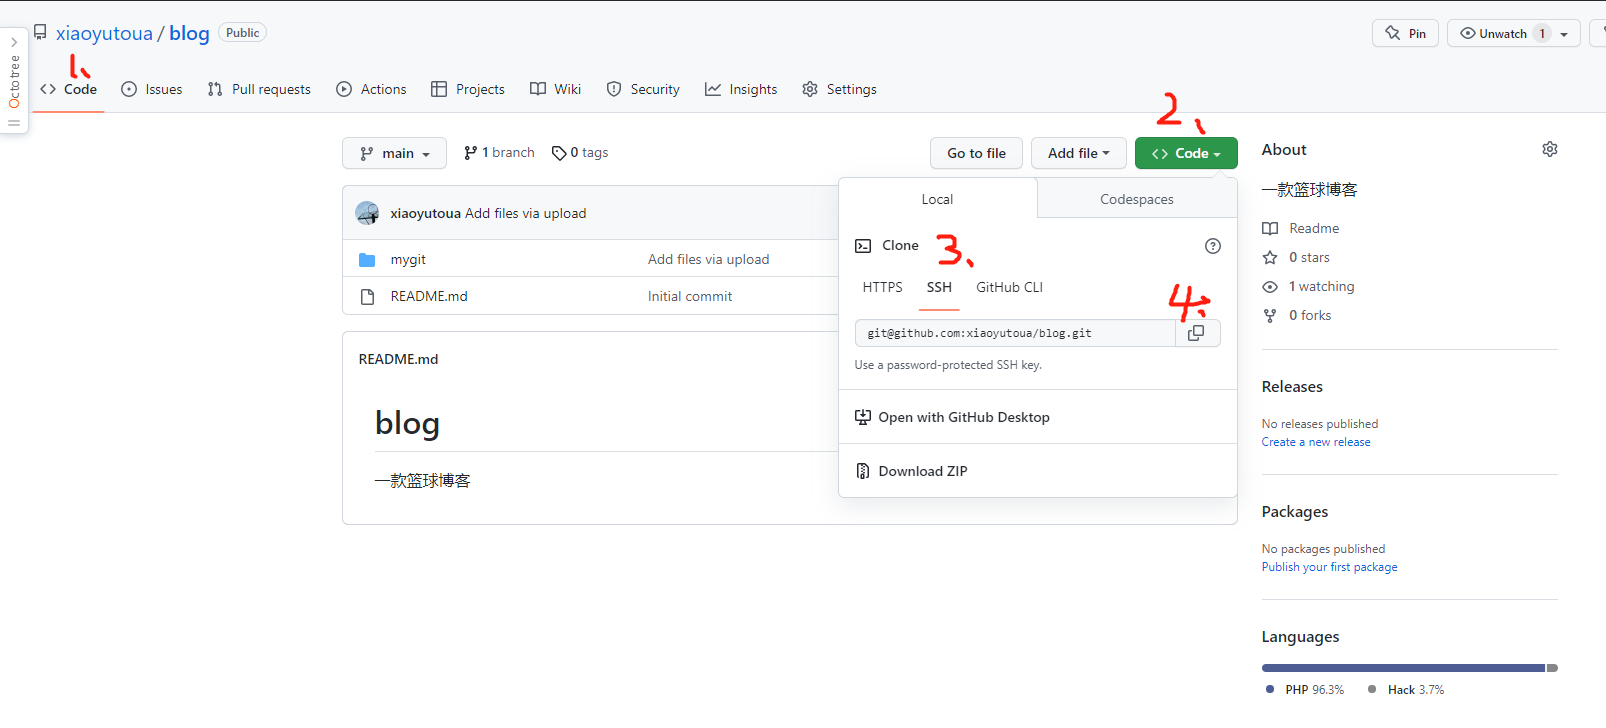 xiaoyutoua / blog Public
Pin
Unwatch 1
Octotree
1、
Code
Issues
Pull requests
Actions
Projects
Wiki
Security
Insights
Settings
2、
main
1 branch
0 tags
Go to file
Add file
Code
xiaoyutoua Add files via upload
mygit Add files via upload
README.md Initial commit
README.md
blog
一款篮球博客
Local
Codespaces
Clone
3、
HTTPS
SSH
GitHub CLI
4、
git@github.com:xiaoyutoua/blog.git
Use a password-protected SSH key.
Open with GitHub Desktop
Download ZIP
About
一款篮球博客
Readme
0 stars
1 watching
0 forks
Releases
No releases published
Create a new release
Packages
No packages published
Publish your first package
Languages
PHP 96.3%
Hack 3.7%